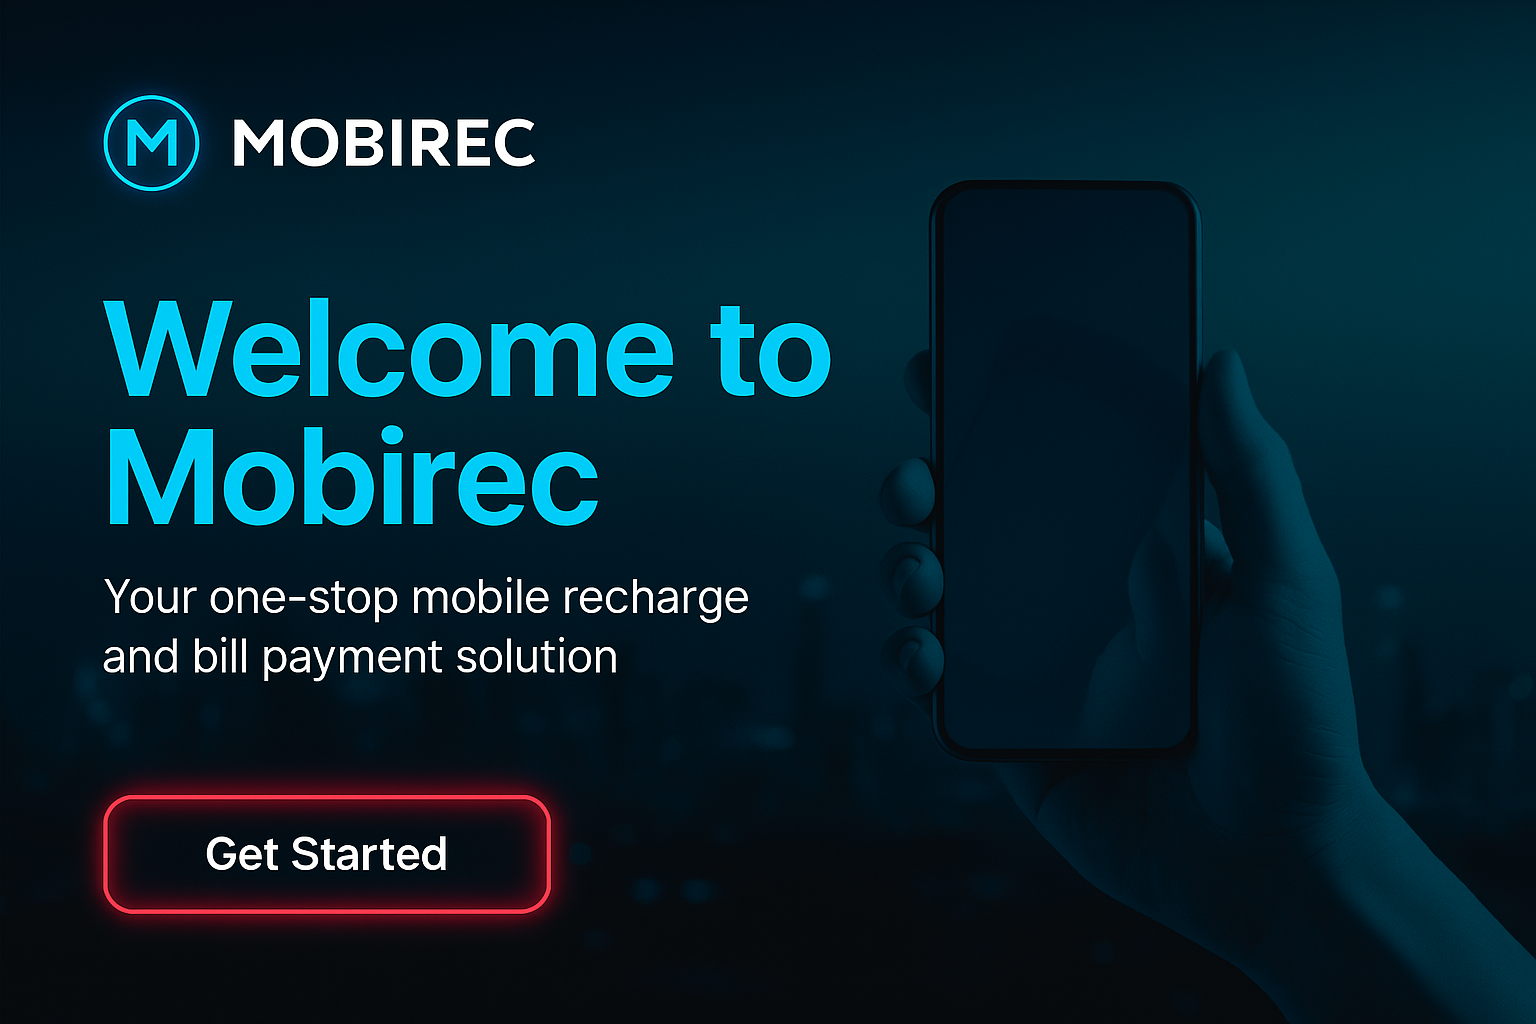 M MOBIREC
Welcome to
Mobirec
Your one-stop mobile recharge
and bill payment solution
Get Started